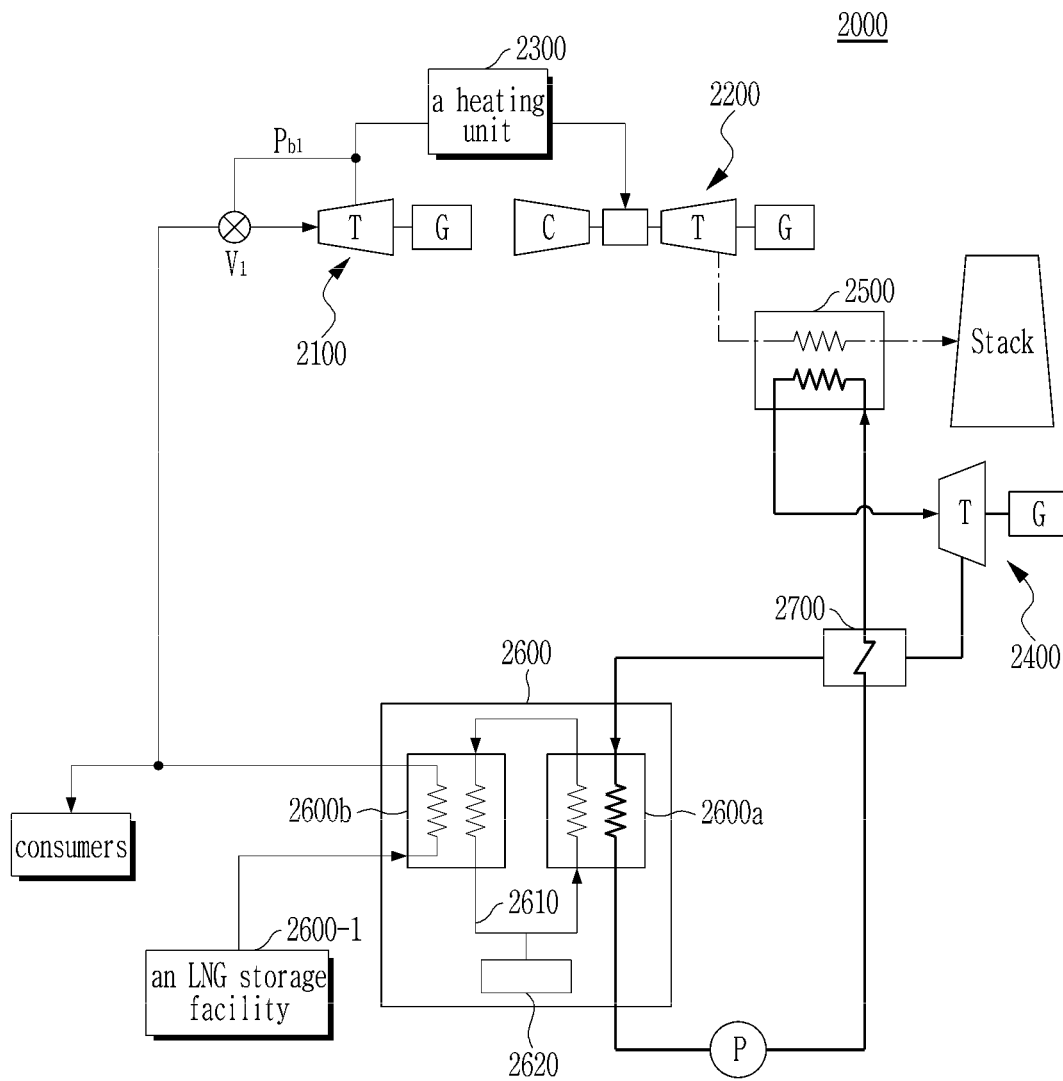 2000
2300
a heating
unit
2200
Pb1
T
G
C
T
G
V1
2100
2500
Stack
T
G
2700
2400
2600
2600b
2600a
consumers
2610
2600-1
an LNG storage
facility
2620
P